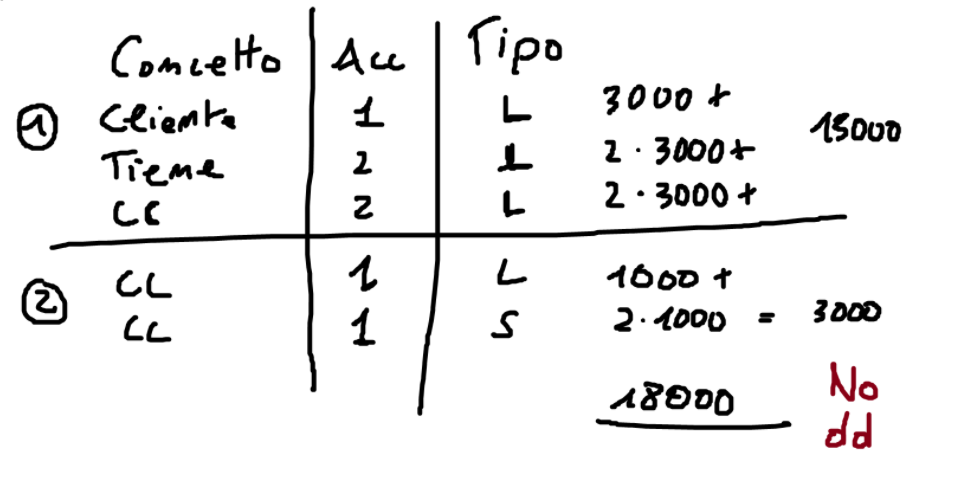 Concetto Acc Tipo
① Cliente 1 L 3000 +
Tiene 2 L 2 · 3000 + 15000
CC 2 L 2 · 3000 +
② CL 1 L 1000 +
CC 1 S 2 · 1000 = 3000
18000 No
dd